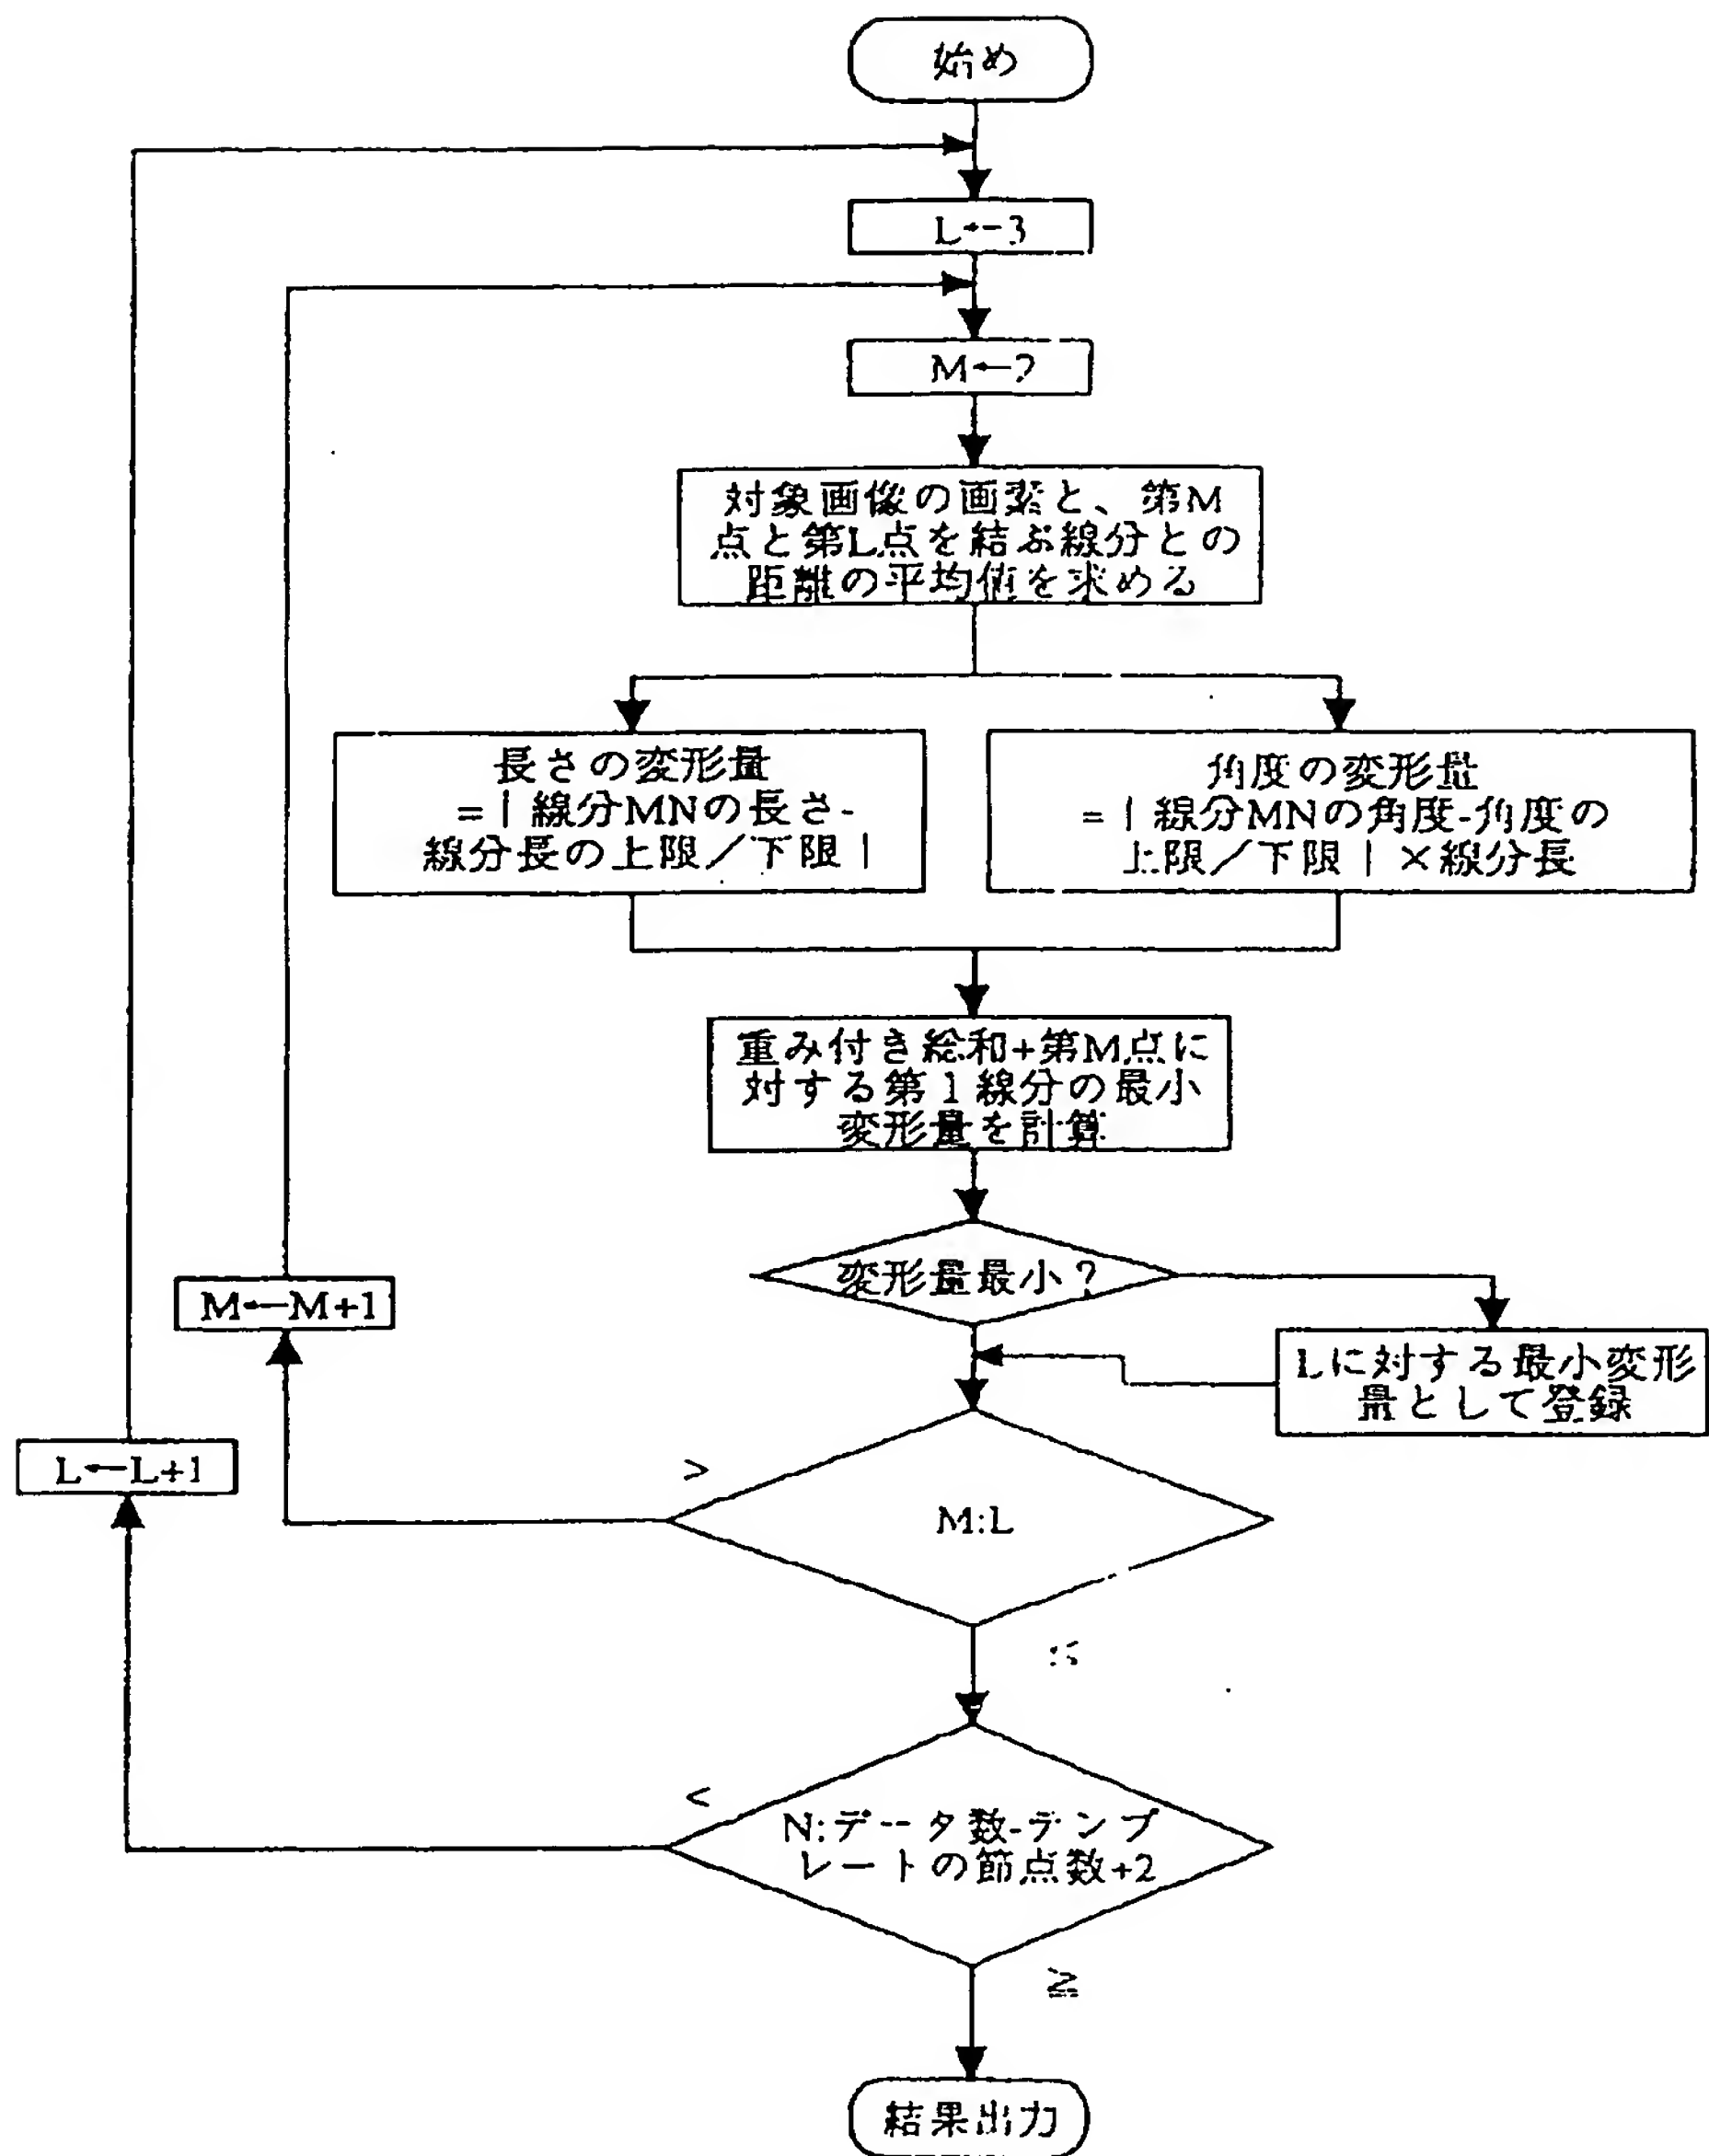 始め
L←3
M←2
対象画像の画素と、第M
点と第L点を結ぶ線分との
距離の平均値を求める
長さの変形量
=|線分MNの長さ-
線分長の上限／下限|
角度の変形量
=|線分MNの角度-角度の
上限／下限|×線分長
重み付き総和+第M点に
対する第1線分の最小
変形量を計算
変形量最小?
M←M+1
Lに対する最小変形
量として登録
L←L+1
>
M:L
≦
<
N:データ数-テンプ
レートの節点数+2
≧
結果出力